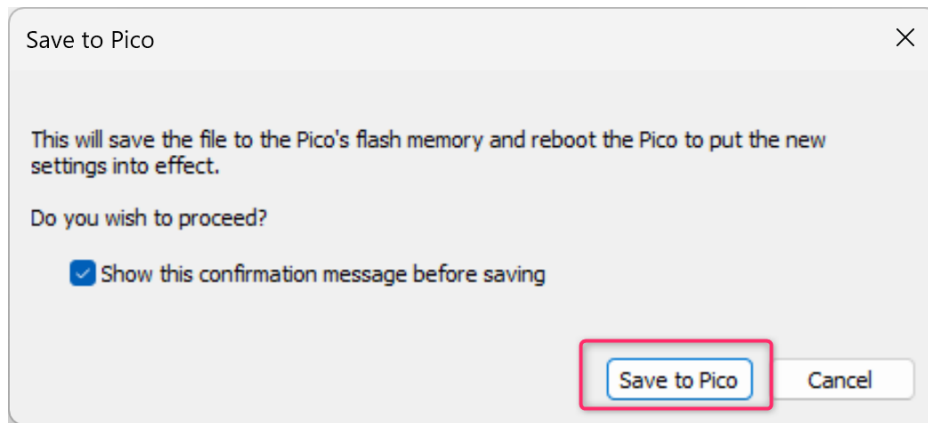 Save to Pico
This will save the file to the Pico's flash memory and reboot the Pico to put the new
settings into effect.
Do you wish to proceed?
Show this confirmation message before saving
Save to Pico
Cancel